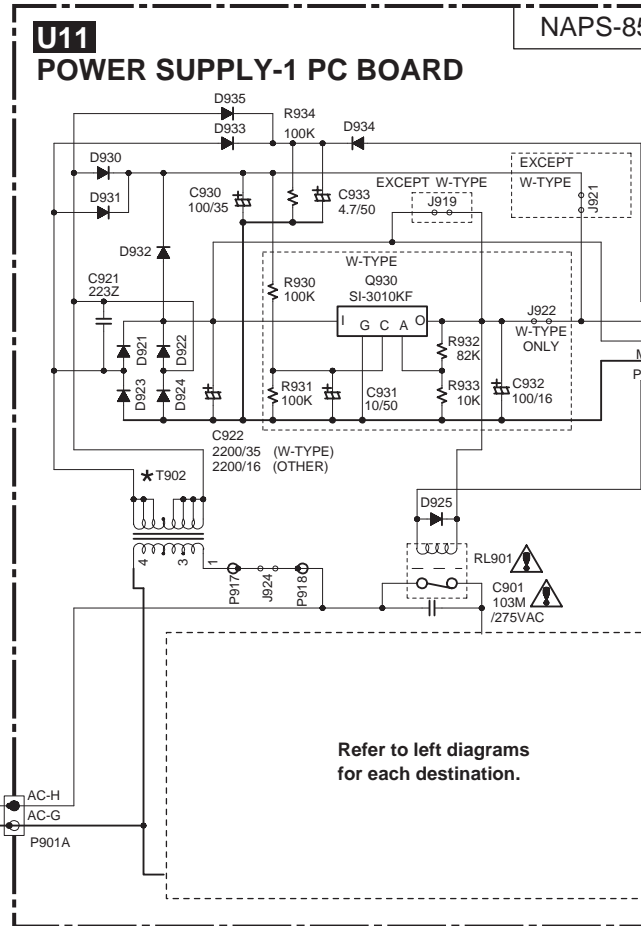 U11
NAPS-85
POWER SUPPLY-1 PC BOARD
D935
R934
100K
D933
D934
D930
EXCEPT
W-TYPE
J921
D931
C930
100/35
C933
4.7/50
EXCEPT W-TYPE
J919
D932
W-TYPE
Q930
SI-3010KF
C921
223Z
R930
100K
I G C A O
J922
W-TYPE
ONLY
D921
D922
R932
82K
M
P
D923
D924
R931
100K
C931
10/50
R933
10K
C932
100/16
C922
2200/35 (W-TYPE)
2200/16 (OTHER)
★T902
D925
4
3
1
P917
J924
P918
RL901
C901
103M
/275VAC
Refer to left diagrams
for each destination.
AC-H
AC-G
P901A